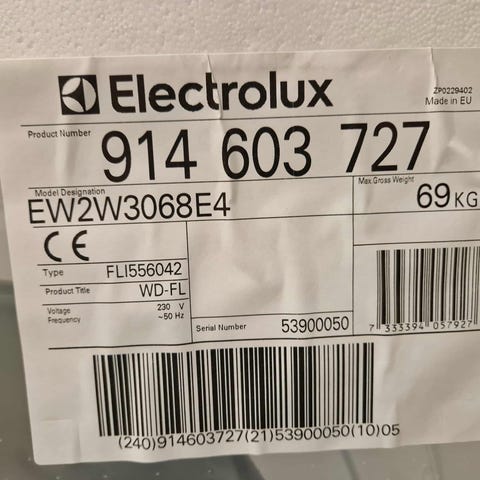 Electrolux
ZP0229402
Made in EU
Product Number
914 603 727
Model Designation
EW2W3068E4
Max.Gross Weight
69 KG
CE
Type FLI556042
Product Title WD-FL
Voltage 230 V
Frequency ~50 Hz
Serial Number 53900050
7 333394 057927
(240)914603727(21)53900050(10)05